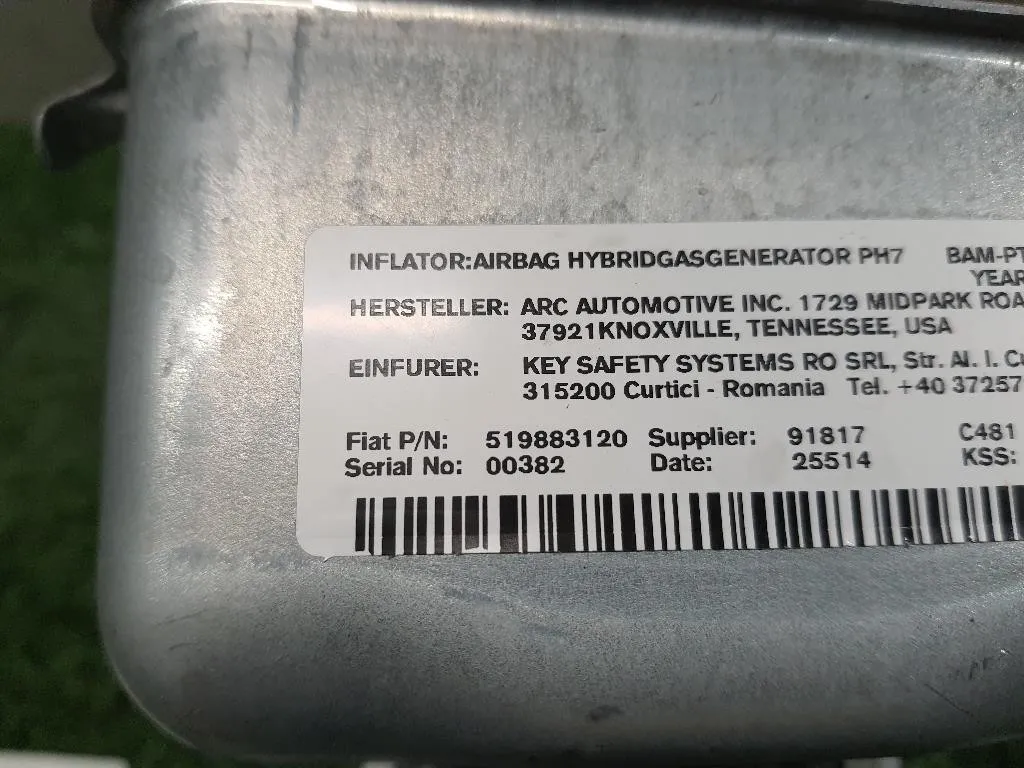 INFLATOR:AIRBAG HYBRIDGASGENERATOR PH7 BAM-PT
YEAR
HERSTELLER: ARC AUTOMOTIVE INC. 1729 MIDPARK ROA
37921KNOXVILLE, TENNESSEE, USA
EINFURER: KEY SAFETY SYSTEMS RO SRL, Str. Al. I. Cu
315200 Curtici - Romania Tel. +40 37257
Fiat P/N: 519883120 Supplier: 91817 C481
Serial No: 00382 Date: 25514 KSS: